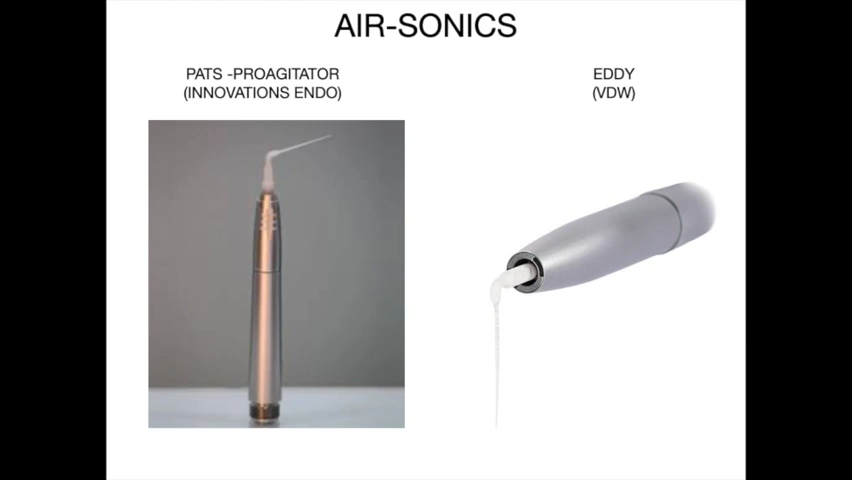 AIR-SONICS
PATS -PROAGITATOR
(INNOVATIONS ENDO)
EDDY
(VDW)